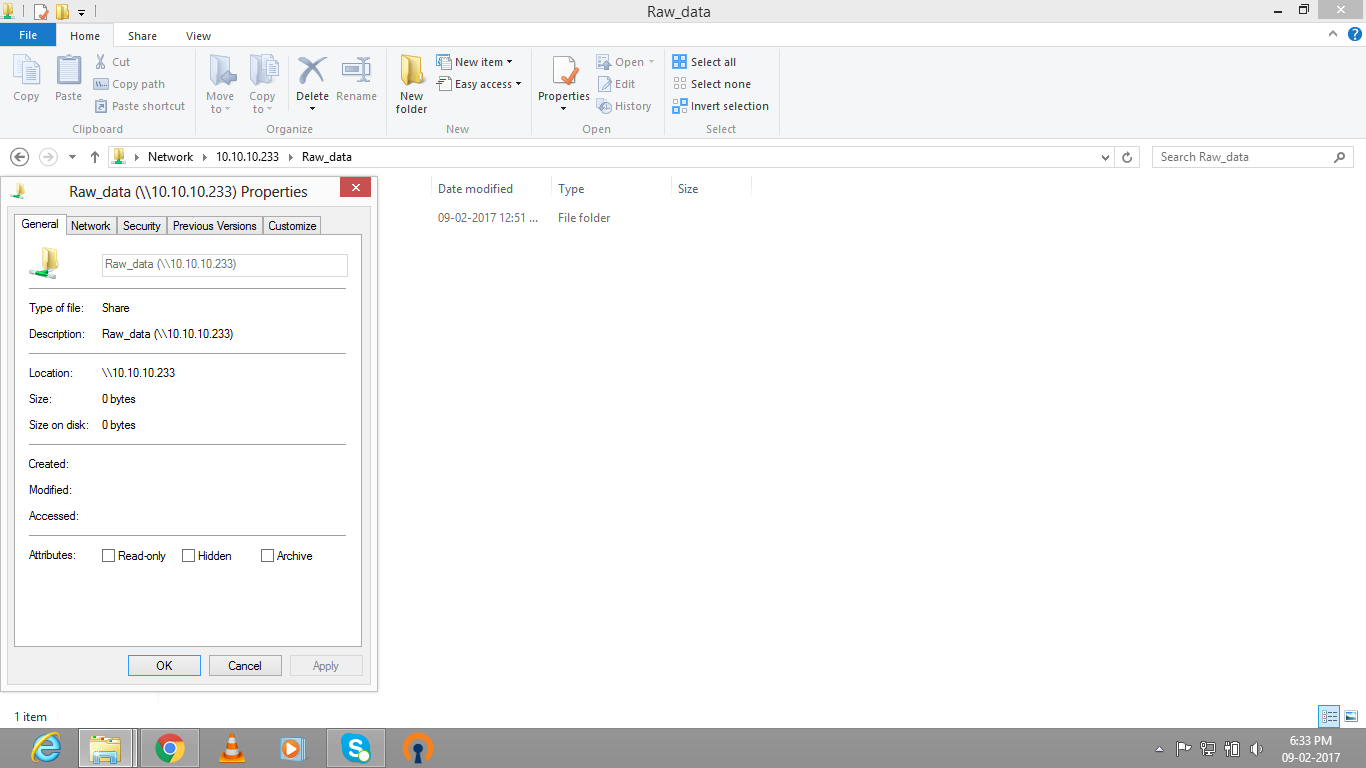 Raw_data
File Home Share View
Copy Paste Cut Copy path Paste shortcut
Clipboard
Move to Copy to Delete Rename
Organize
New folder New item Easy access
New
Properties Open Edit History
Open
Select all Select none Invert selection
Select
Network 10.10.10.233 Raw_data
Search Raw_data
Raw_data (\\10.10.10.233) Properties
General Network Security Previous Versions Customize
Raw_data (\\10.10.10.233)
Type of file: Share
Description: Raw_data (\\10.10.10.233)
Location: \\10.10.10.233
Size: 0 bytes
Size on disk: 0 bytes
Created:
Modified:
Accessed:
Attributes: Read-only Hidden Archive
OK Cancel Apply
Date modified Type Size
09-02-2017 12:51 ... File folder
1 item
6:33 PM
09-02-2017